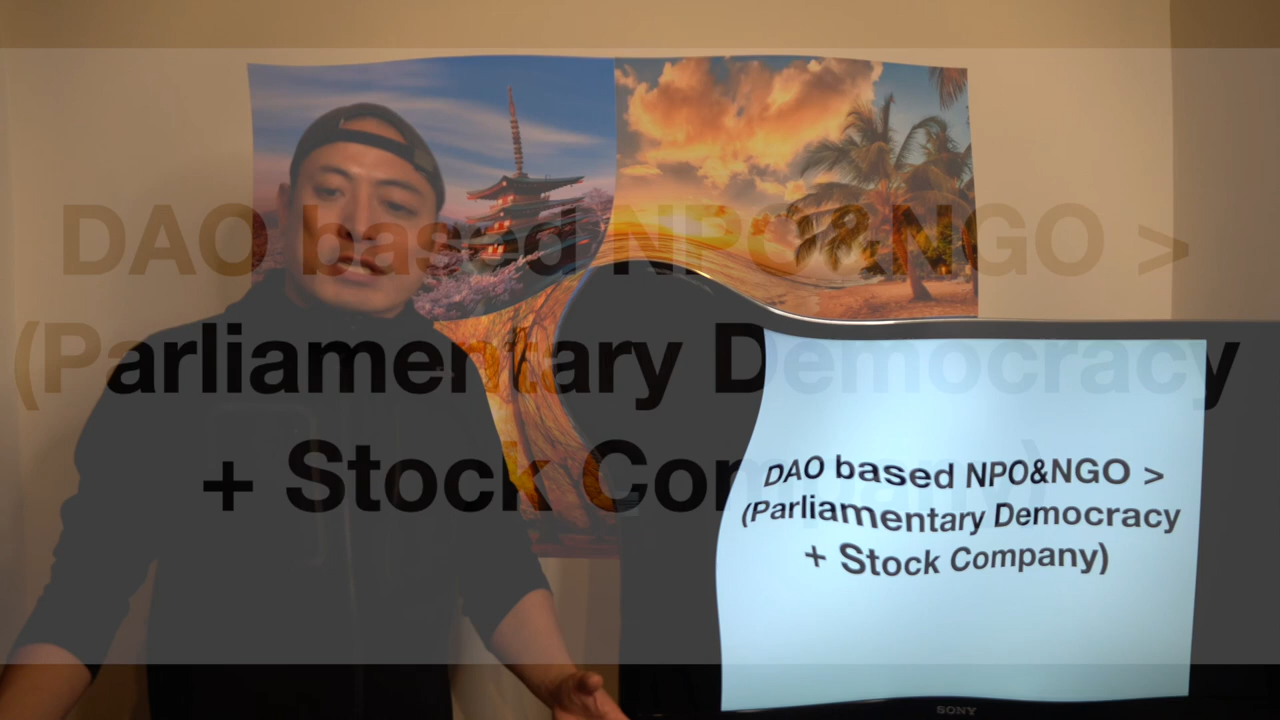 DAO based NPO&NGO >
(Parliamentary Democracy
+ Stock Company)
DAO based NPO&NGO >
(Parliamentary Democracy
+ Stock Company)
SONY